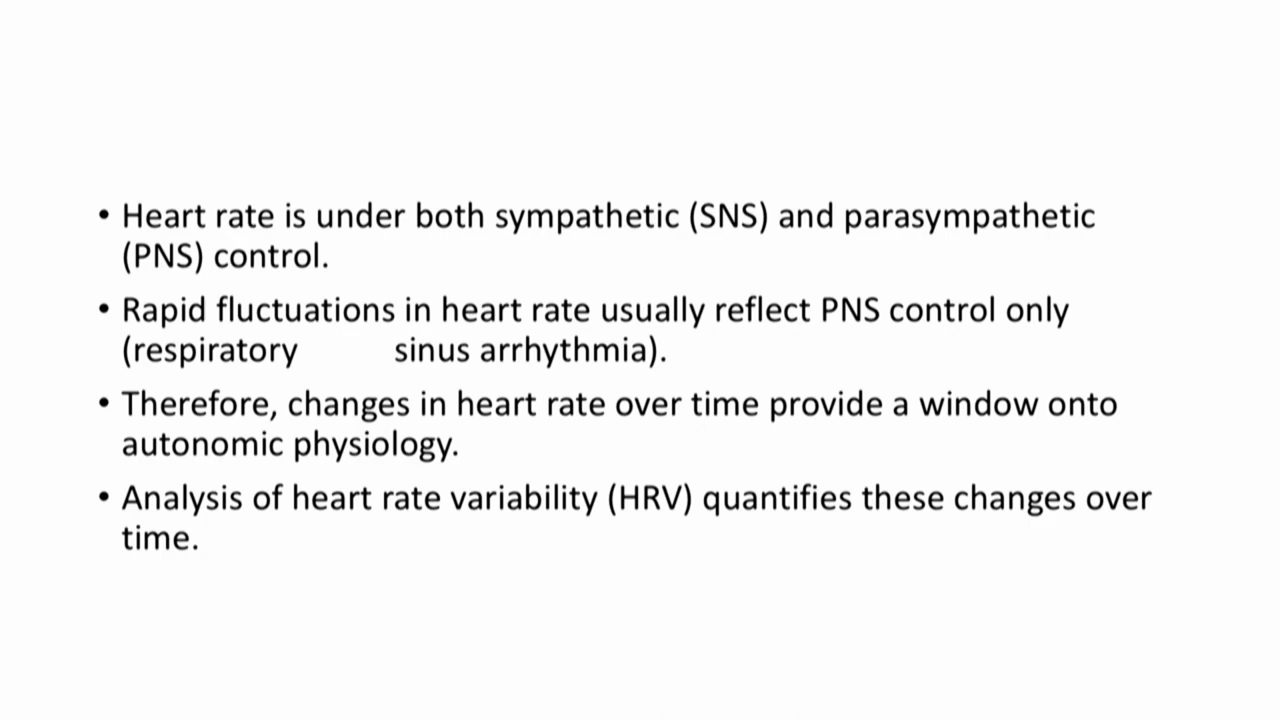 • Heart rate is under both sympathetic (SNS) and parasympathetic
(PNS) control.
• Rapid fluctuations in heart rate usually reflect PNS control only
(respiratory sinus arrhythmia).
• Therefore, changes in heart rate over time provide a window onto
autonomic physiology.
• Analysis of heart rate variability (HRV) quantifies these changes over
time.